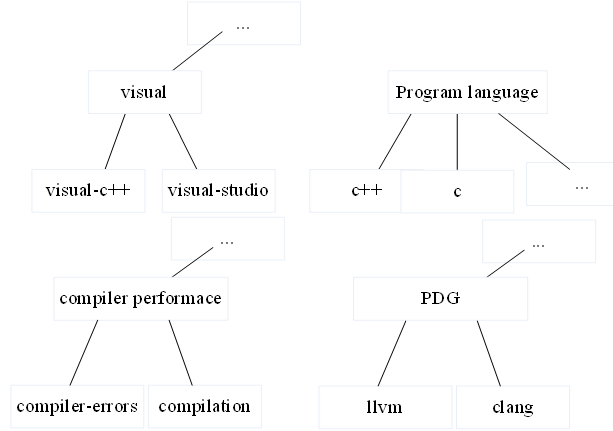 ...
visual
Program language
visual-c++
visual-studio
c++
c
...
...
...
compiler performace
PDG
compiler-errors
compilation
llvm
clang